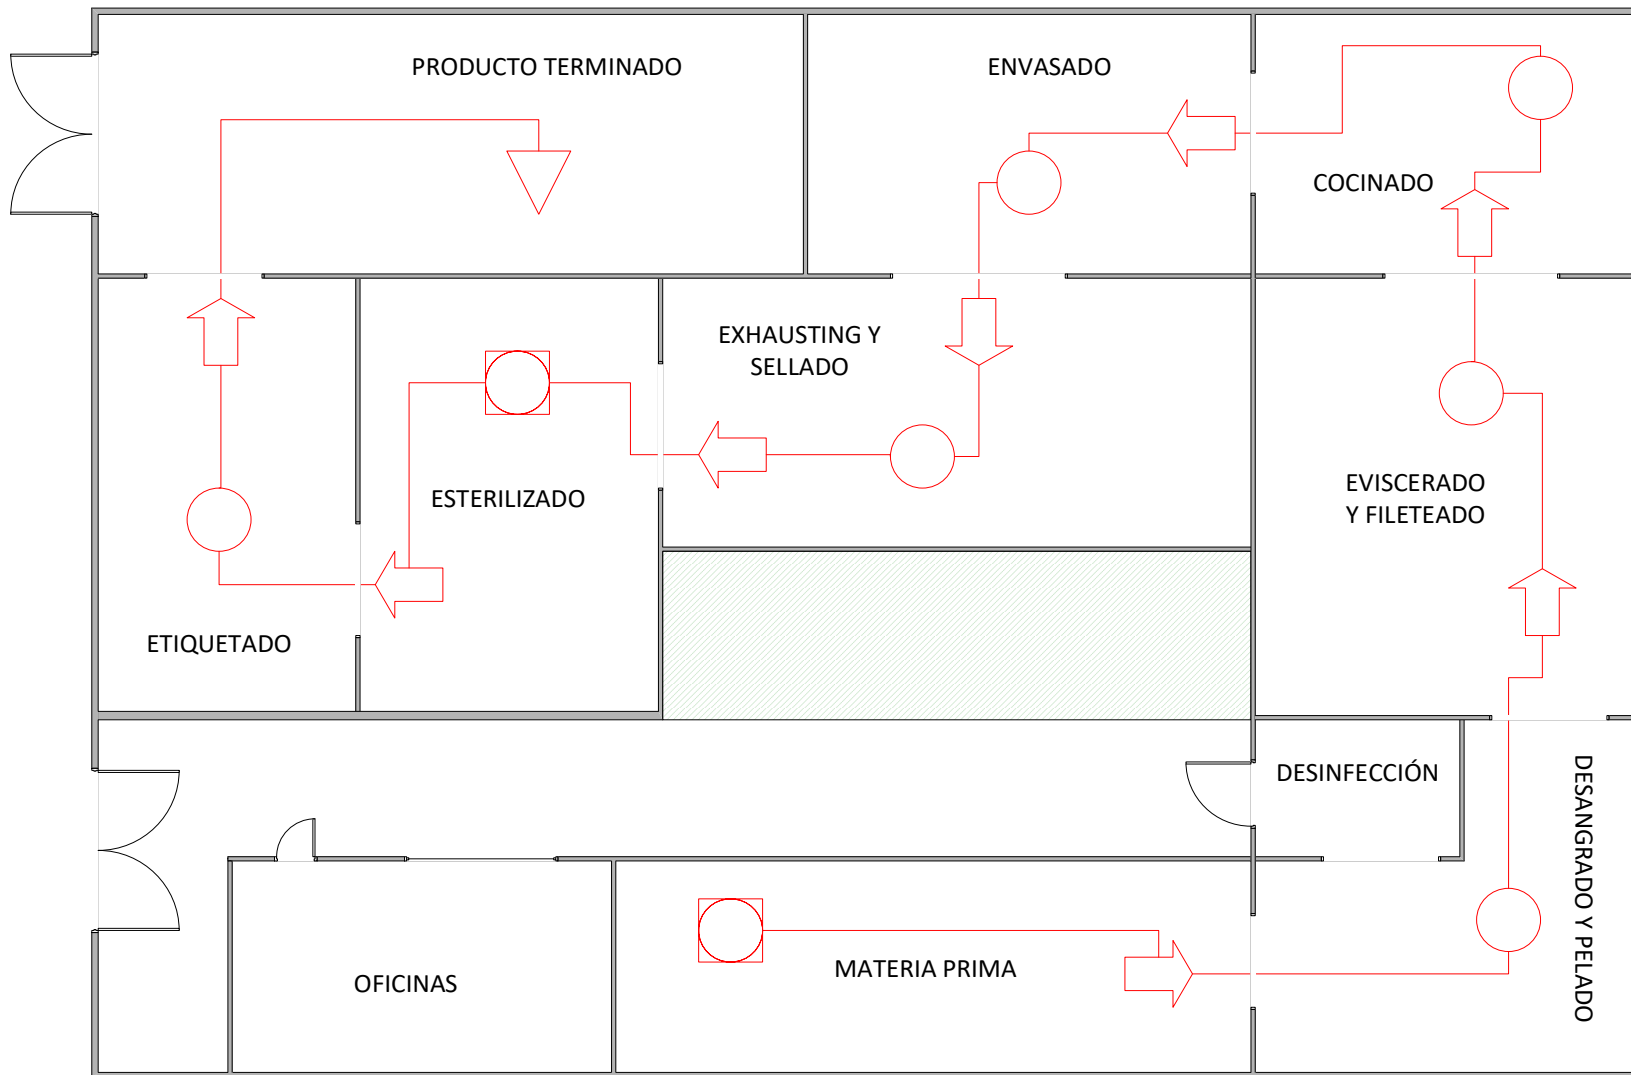 PRODUCTO TERMINADO
ENVASADO
COCINADO
EXHAUSTING Y
SELLADO
ESTERILIZADO
EVISCERADO
Y FILETEADO
ETIQUETADO
DESINFECCIÓN
DESANGRADO Y PELADO
MATERIA PRIMA
OFICINAS